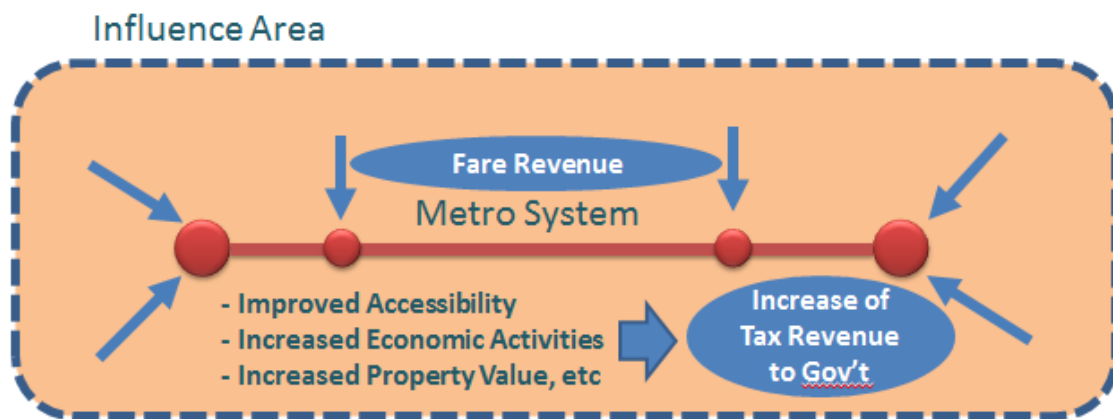 Influence Area
Fare Revenue
Metro System
- Improved Accessibility
- Increased Economic Activities
- Increased Property Value, etc
Increase of
Tax Revenue
to Gov't